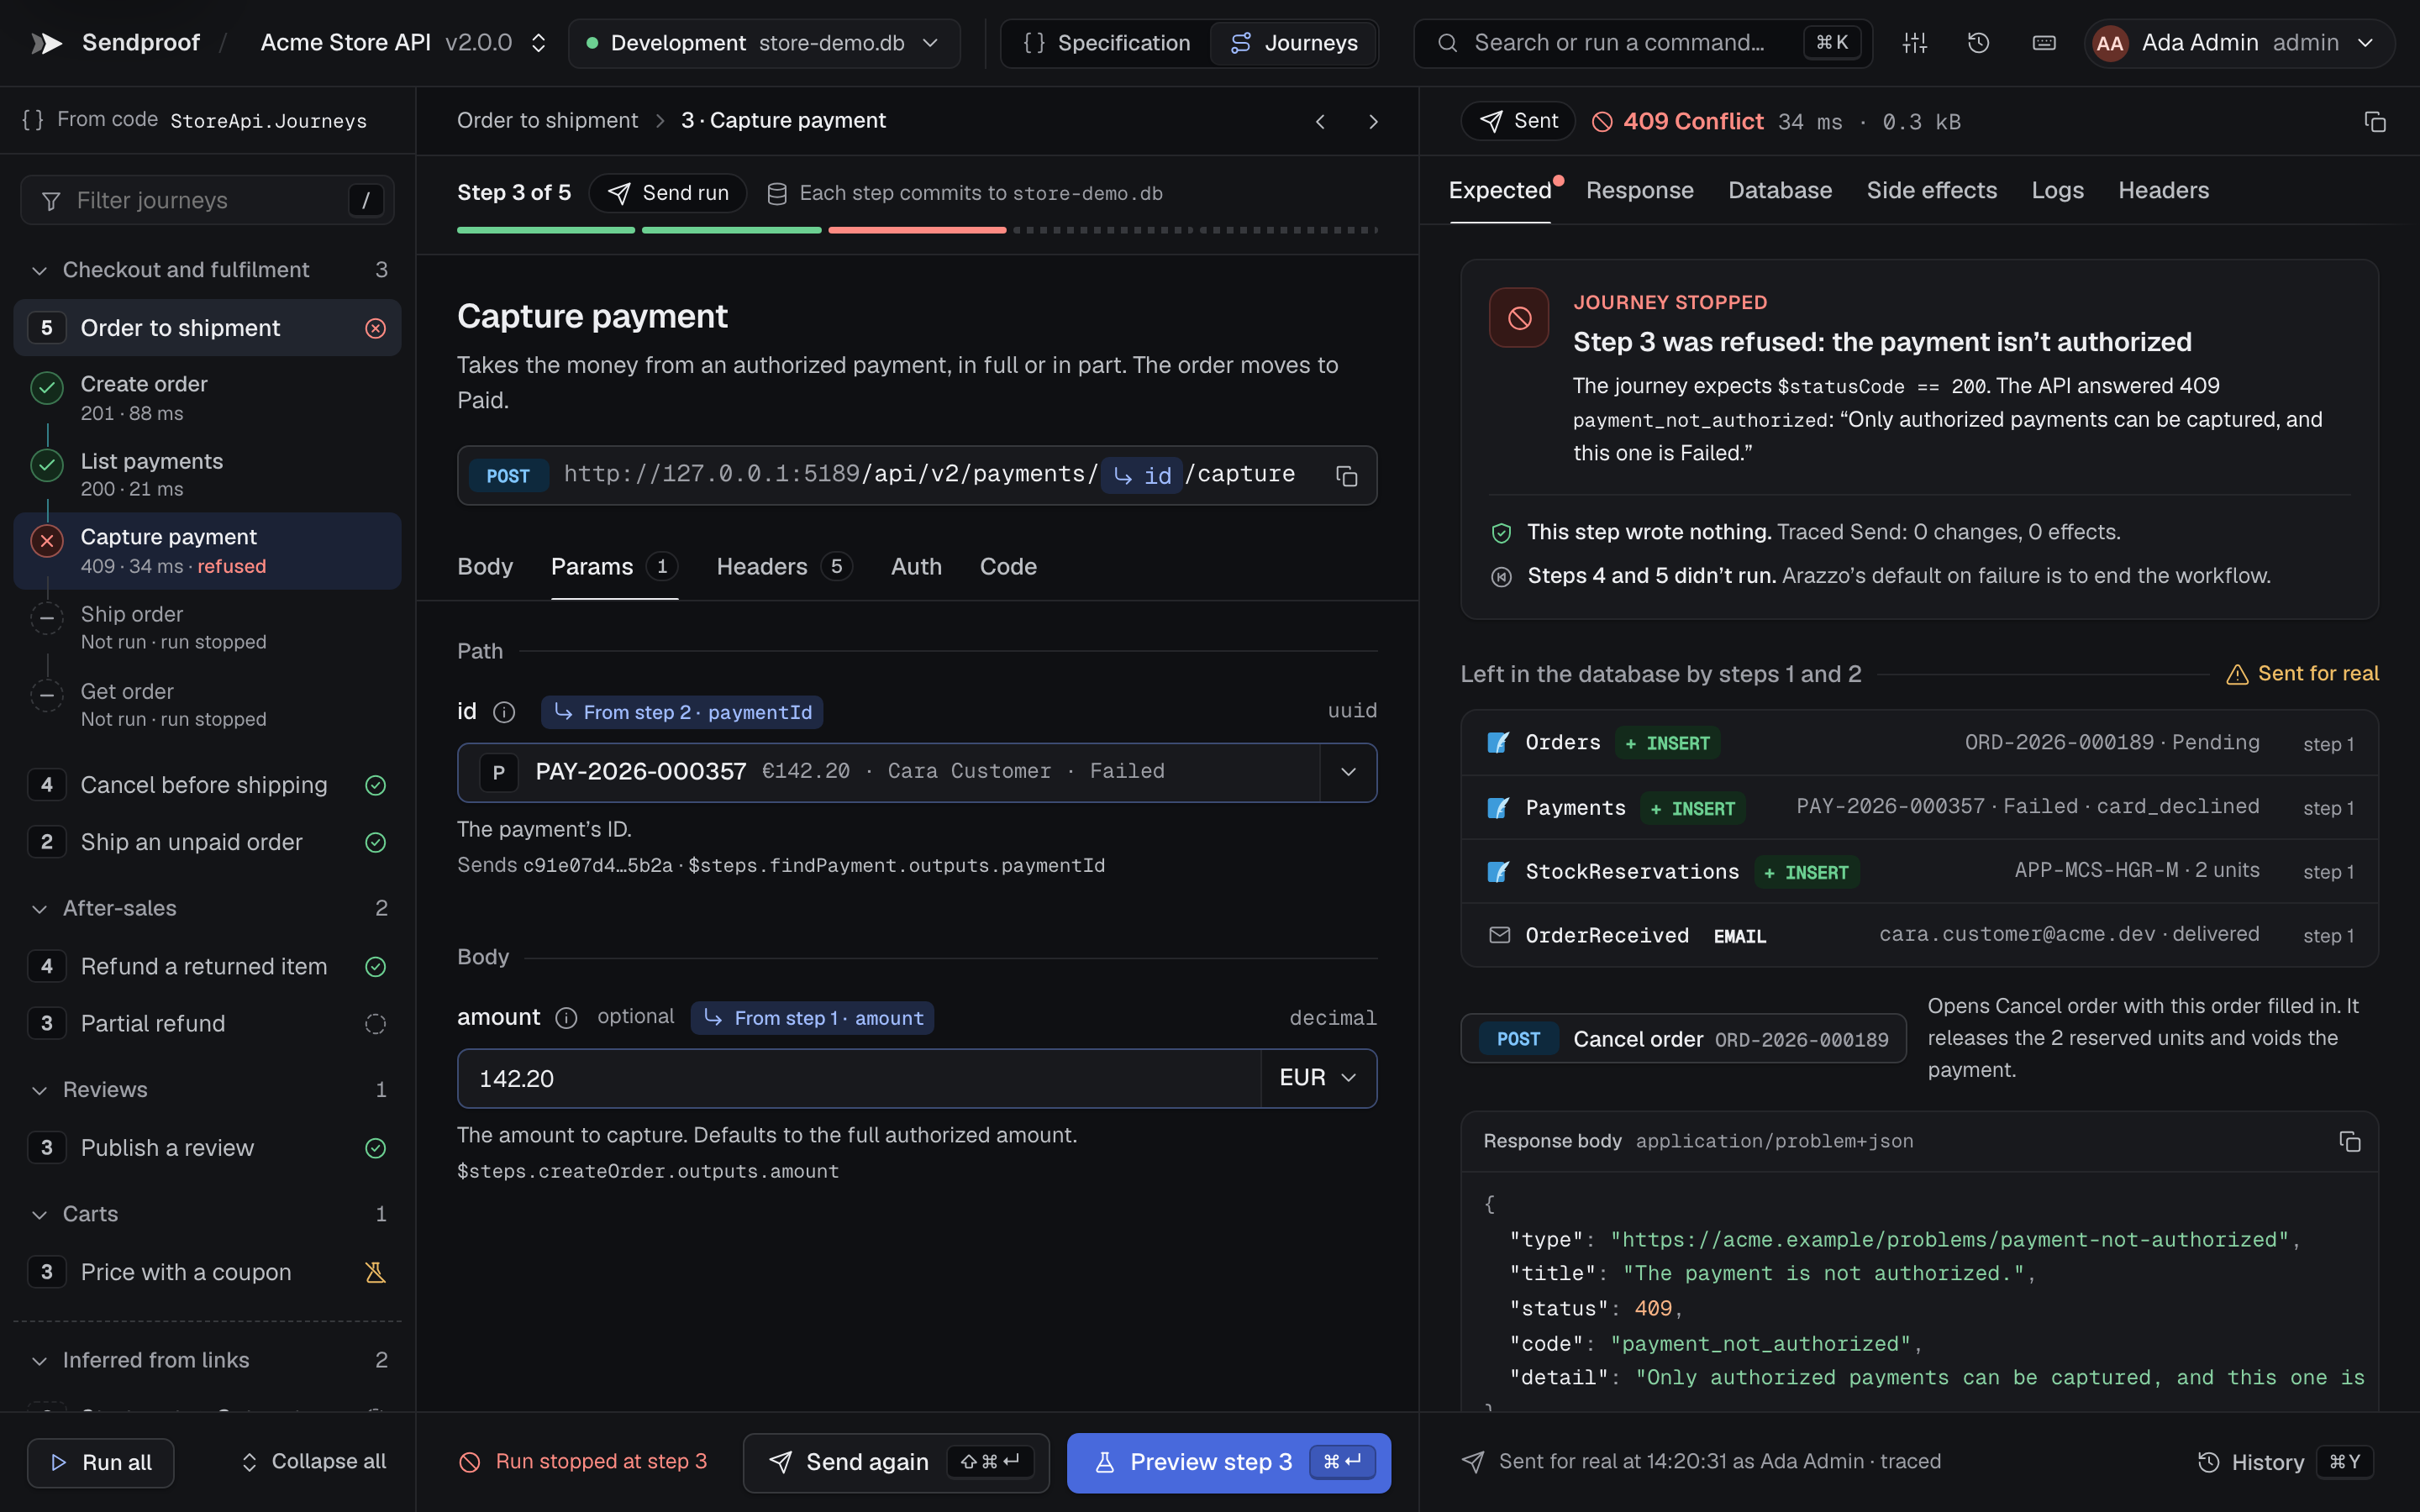 Sendproof / Acme Store API v2.0.0
Development store-demo.db
{ } Specification
Journeys
Search or run a command… ⌘K
AA Ada Admin admin
{ } From code StoreApi.Journeys
Filter journeys /
Checkout and fulfilment 3
5 Order to shipment
Create order
201 · 88 ms
List payments
200 · 21 ms
Capture payment
409 · 34 ms · refused
Ship order
Not run · run stopped
Get order
Not run · run stopped
4 Cancel before shipping
2 Ship an unpaid order
After-sales 2
4 Refund a returned item
3 Partial refund
Reviews 1
3 Publish a review
Carts 1
3 Price with a coupon
Inferred from links 2
Run all
Collapse all
Order to shipment > 3 · Capture payment
Step 3 of 5 Send run Each step commits to store-demo.db
Capture payment
Takes the money from an authorized payment, in full or in part. The order moves to
Paid.
POST http://127.0.0.1:5189/api/v2/payments/ id /capture
Body Params 1 Headers 5 Auth Code
Path
id From step 2 · paymentId uuid
P PAY-2026-000357 €142.20 · Cara Customer · Failed
The payment’s ID.
Sends c91e07d4…5b2a · $steps.findPayment.outputs.paymentId
Body
amount optional From step 1 · amount decimal
142.20 EUR
The amount to capture. Defaults to the full authorized amount.
$steps.createOrder.outputs.amount
Run stopped at step 3
Send again ⇧⌘↵
Preview step 3 ⌘↵
Sent 409 Conflict 34 ms · 0.3 kB
Expected Response Database Side effects Logs Headers
JOURNEY STOPPED
Step 3 was refused: the payment isn’t authorized
The journey expects $statusCode == 200. The API answered 409
payment_not_authorized: “Only authorized payments can be captured, and
this one is Failed.”
This step wrote nothing. Traced Send: 0 changes, 0 effects.
Steps 4 and 5 didn’t run. Arazzo’s default on failure is to end the workflow.
Left in the database by steps 1 and 2 Sent for real
Orders + INSERT ORD-2026-000189 · Pending step 1
Payments + INSERT PAY-2026-000357 · Failed · card_declined step 1
StockReservations + INSERT APP-MCS-HGR-M · 2 units step 1
OrderReceived EMAIL cara.customer@acme.dev · delivered step 1
POST Cancel order ORD-2026-000189
Opens Cancel order with this order filled in. It
releases the 2 reserved units and voids the
payment.
Response body application/problem+json
{
"type": "https://acme.example/problems/payment-not-authorized",
"title": "The payment is not authorized.",
"status": 409,
"code": "payment_not_authorized",
"detail": "Only authorized payments can be captured, and this one is
}
Sent for real at 14:20:31 as Ada Admin · traced
History ⌘Y